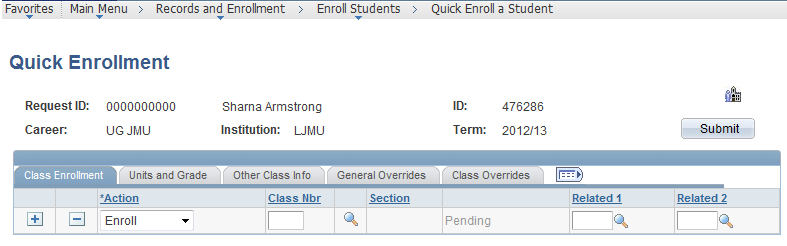 Favorites Main Menu > Records and Enrollment > Enroll Students > Quick Enroll a Student
Quick Enrollment
Request ID: 0000000000 Sharna Armstrong ID: 476286
Career: UG JMU Institution: LJMU Term: 2012/13 Submit
Class Enrollment Units and Grade Other Class Info General Overrides Class Overrides
*Action Class Nbr Section Related 1 Related 2
Enroll Pending